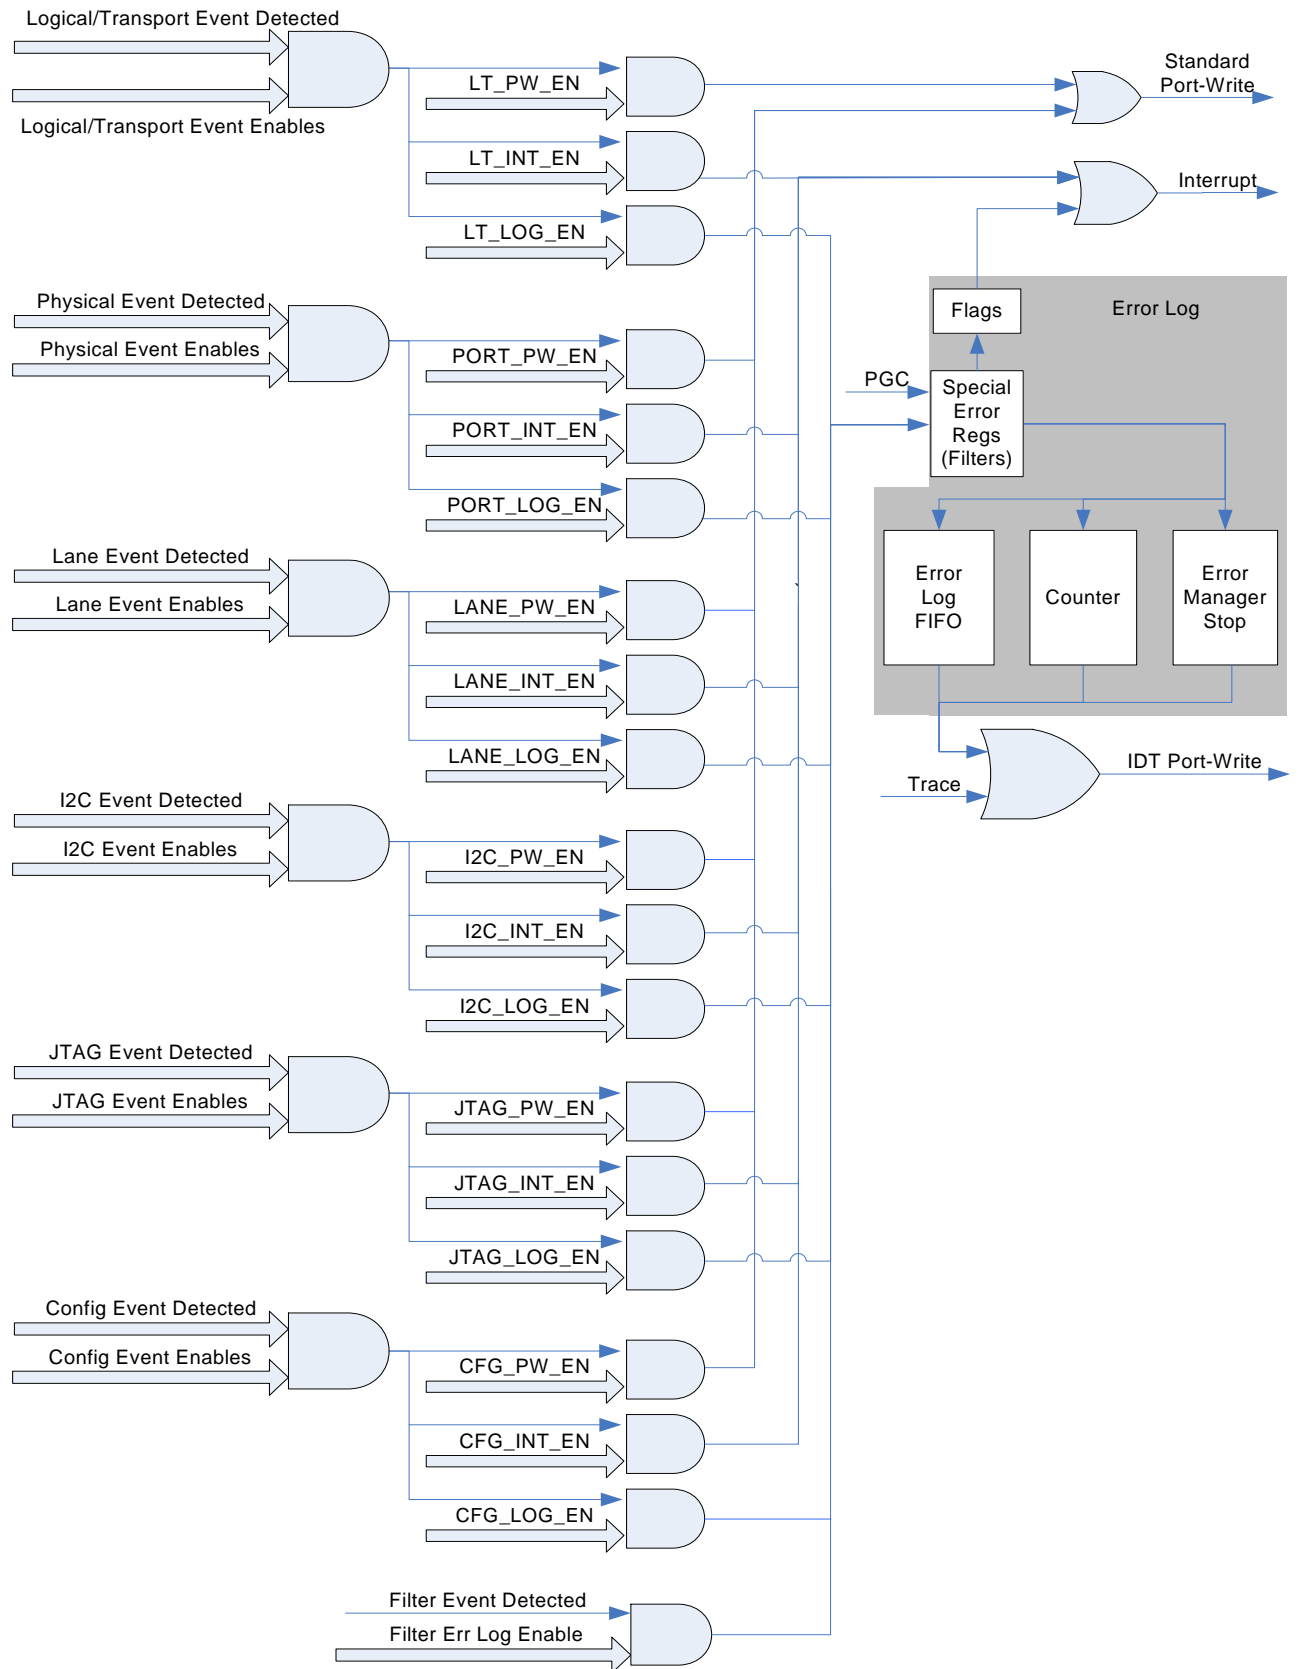 Logical/Transport Event Detected
Logical/Transport Event Enables
LT_PW_EN
LT_INT_EN
LT_LOG_EN
Standard
Port-Write
Interrupt
Physical Event Detected
Physical Event Enables
PORT_PW_EN
PORT_INT_EN
PORT_LOG_EN
Flags
Error Log
PGC
Special
Error
Regs
(Filters)
Error
Log
FIFO
Counter
Error
Manager
Stop
Trace
IDT Port-Write
Lane Event Detected
Lane Event Enables
LANE_PW_EN
LANE_INT_EN
LANE_LOG_EN
I2C Event Detected
I2C Event Enables
I2C_PW_EN
I2C_INT_EN
I2C_LOG_EN
JTAG Event Detected
JTAG Event Enables
JTAG_PW_EN
JTAG_INT_EN
JTAG_LOG_EN
Config Event Detected
Config Event Enables
CFG_PW_EN
CFG_INT_EN
CFG_LOG_EN
Filter Event Detected
Filter Err Log Enable